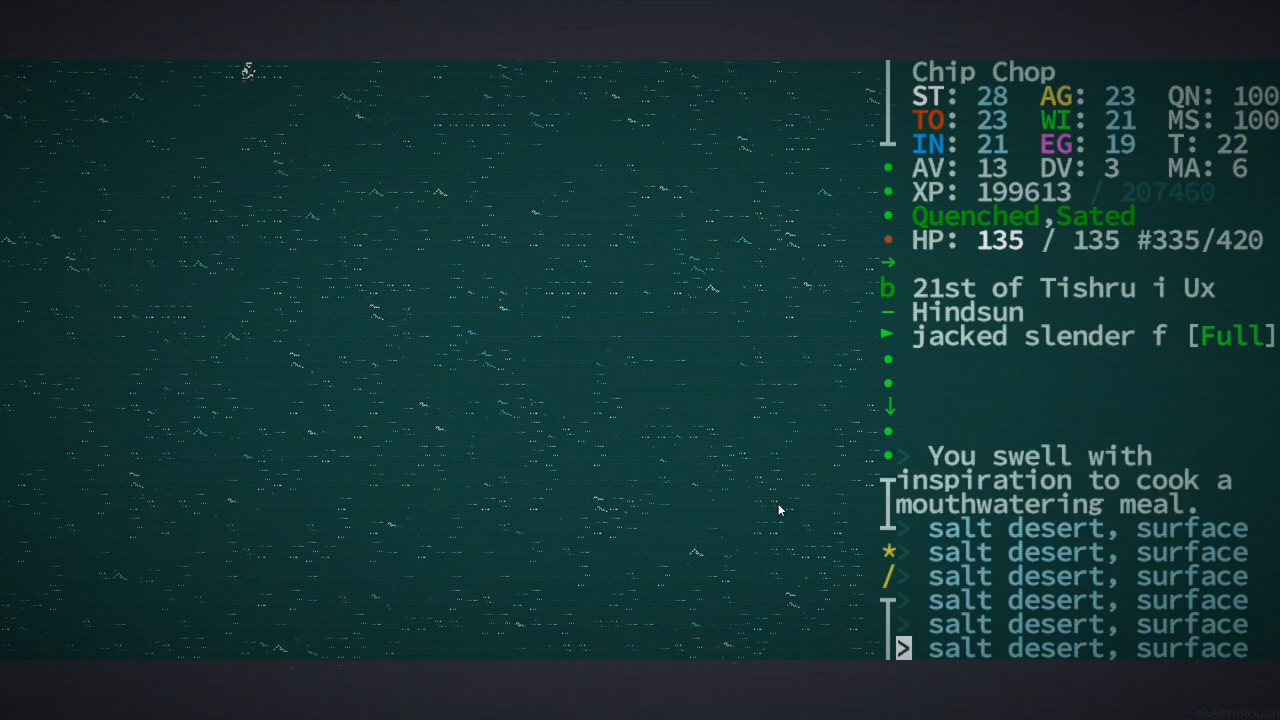 Chip Chop
ST: 28 AG: 23 QN: 100
TO: 23 WI: 21 MS: 100
IN: 21 EG: 19 T: 22
AV: 13 DV: 3 MA: 6
XP: 199613 / 207460
Quenched,Sated
HP: 135 / 135 #335/420
b 21st of Tishru i Ux
Hindsun
jacked slender f [Full]
> You swell with
inspiration to cook a
mouthwatering meal.
> salt desert, surface
*> salt desert, surface
/> salt desert, surface
> salt desert, surface
> salt desert, surface
> salt desert, surface